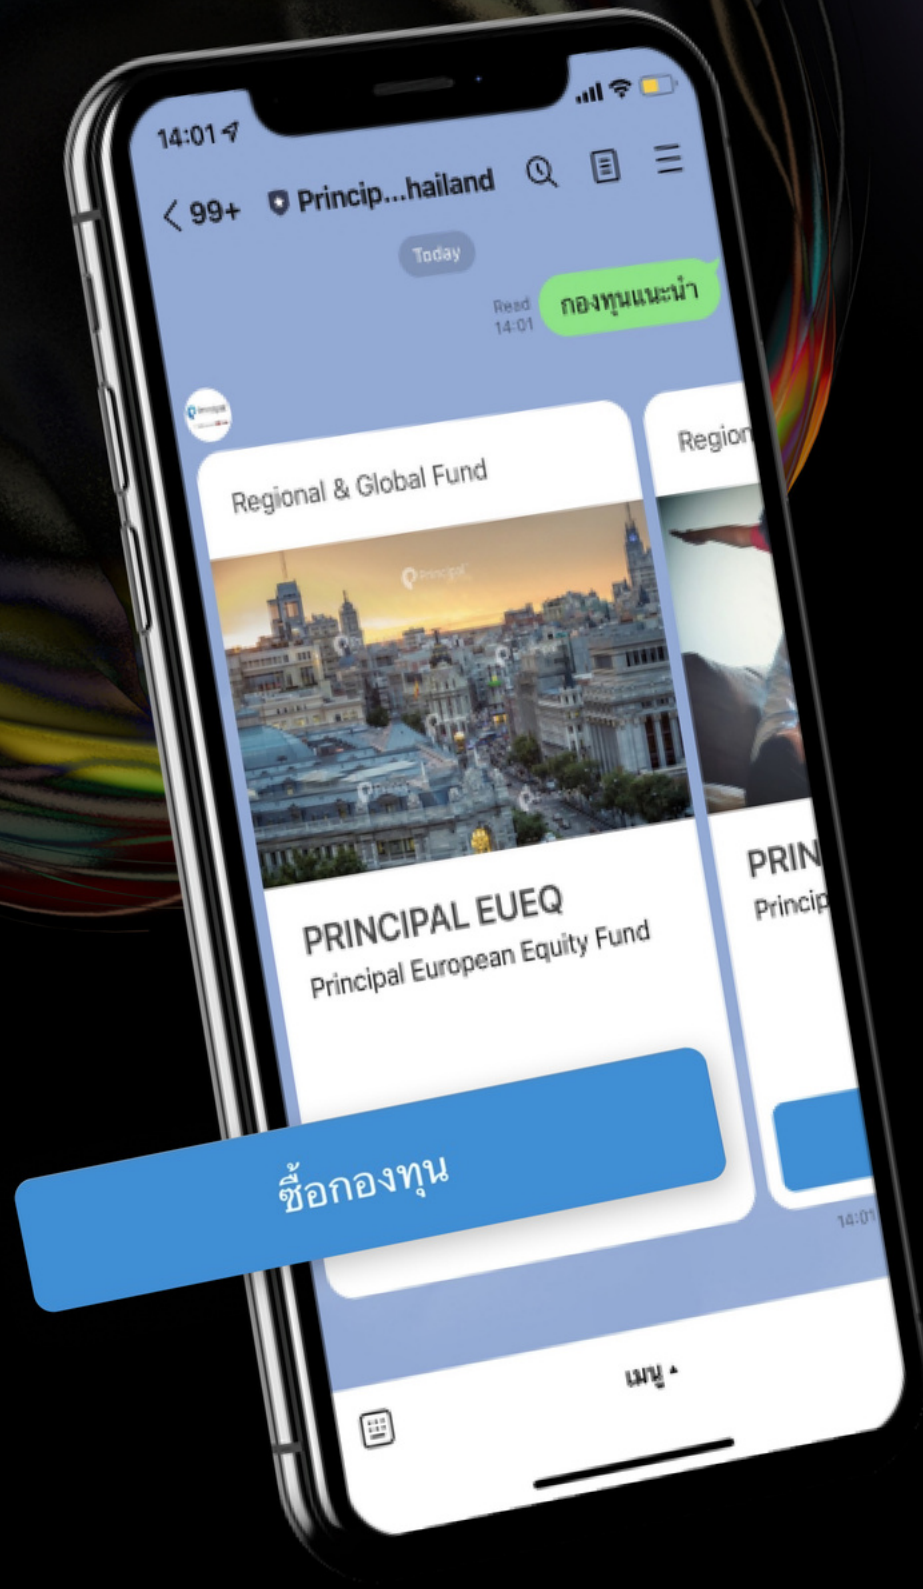 14:01
99+
Princip...hailand
Today
กองทุนแนะนำ
Read
14:01
Principal
Regional & Global Fund
Region
Principal
PRINCIPAL EUEQ
Principal European Equity Fund
PRIN
Princip
ซื้อกองทุน
14:01
เมนู